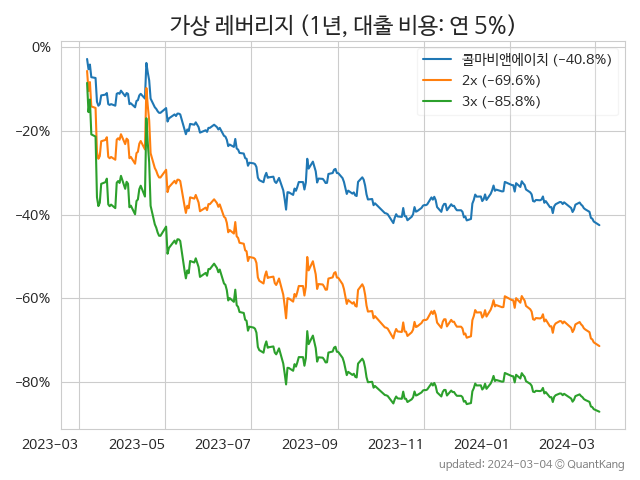 가상 레버리지 (1년, 대출 비용: 연 5%)
콜마비앤에이치 (−40.8%)
2x (−69.6%)
3x (−85.8%)
0%
−20%
−40%
−60%
−80%
2023−03 2023−05 2023−07 2023−09 2023−11 2024−01 2024−03
updated: 2024−03−04 © QuantKang